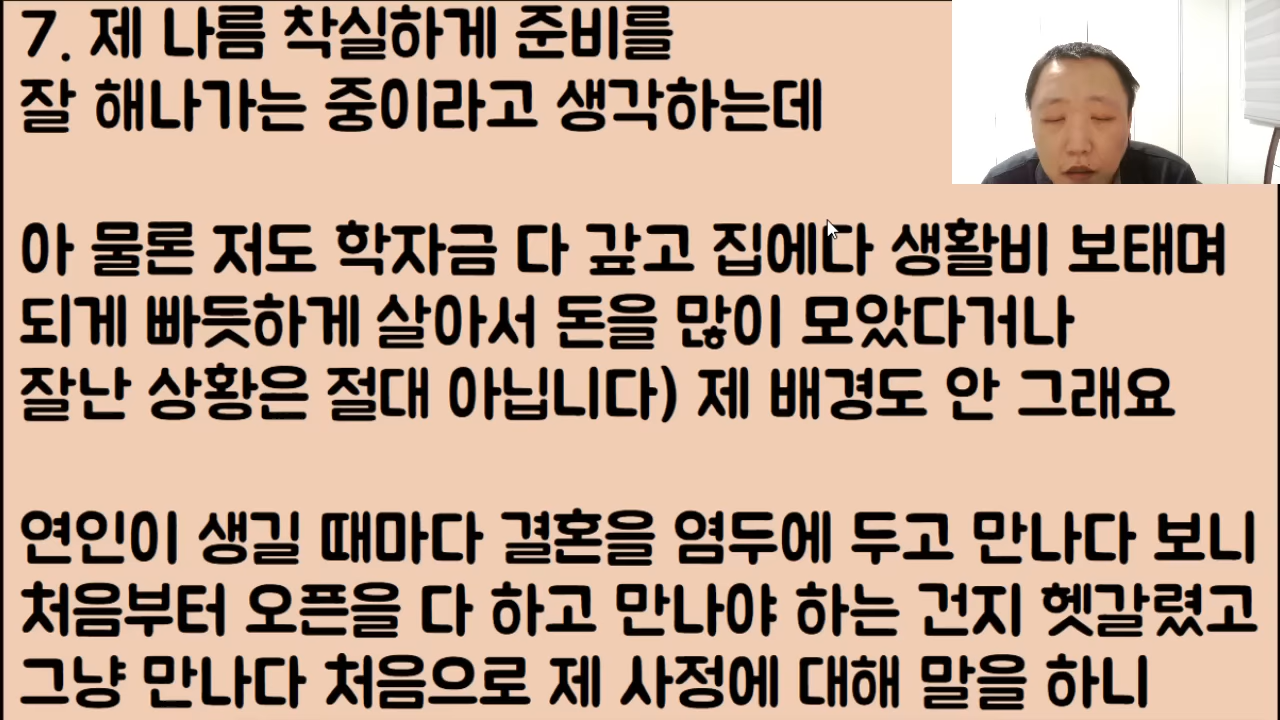 7. 제 나름 착실하게 준비를
잘 해나가는 중이라고 생각하는데
아 물론 저도 학자금 다 갚고 집에다 생활비 보태며
되게 빠듯하게 살아서 돈을 많이 모았다거나
잘난 상황은 절대 아닙니다) 제 배경도 안 그래요
연인이 생길 때마다 결혼을 염두에 두고 만나다 보니
처음부터 오픈을 다 하고 만나야 하는 건지 헷갈렸고
그냥 만나다 처음으로 제 사정에 대해 말을 하니